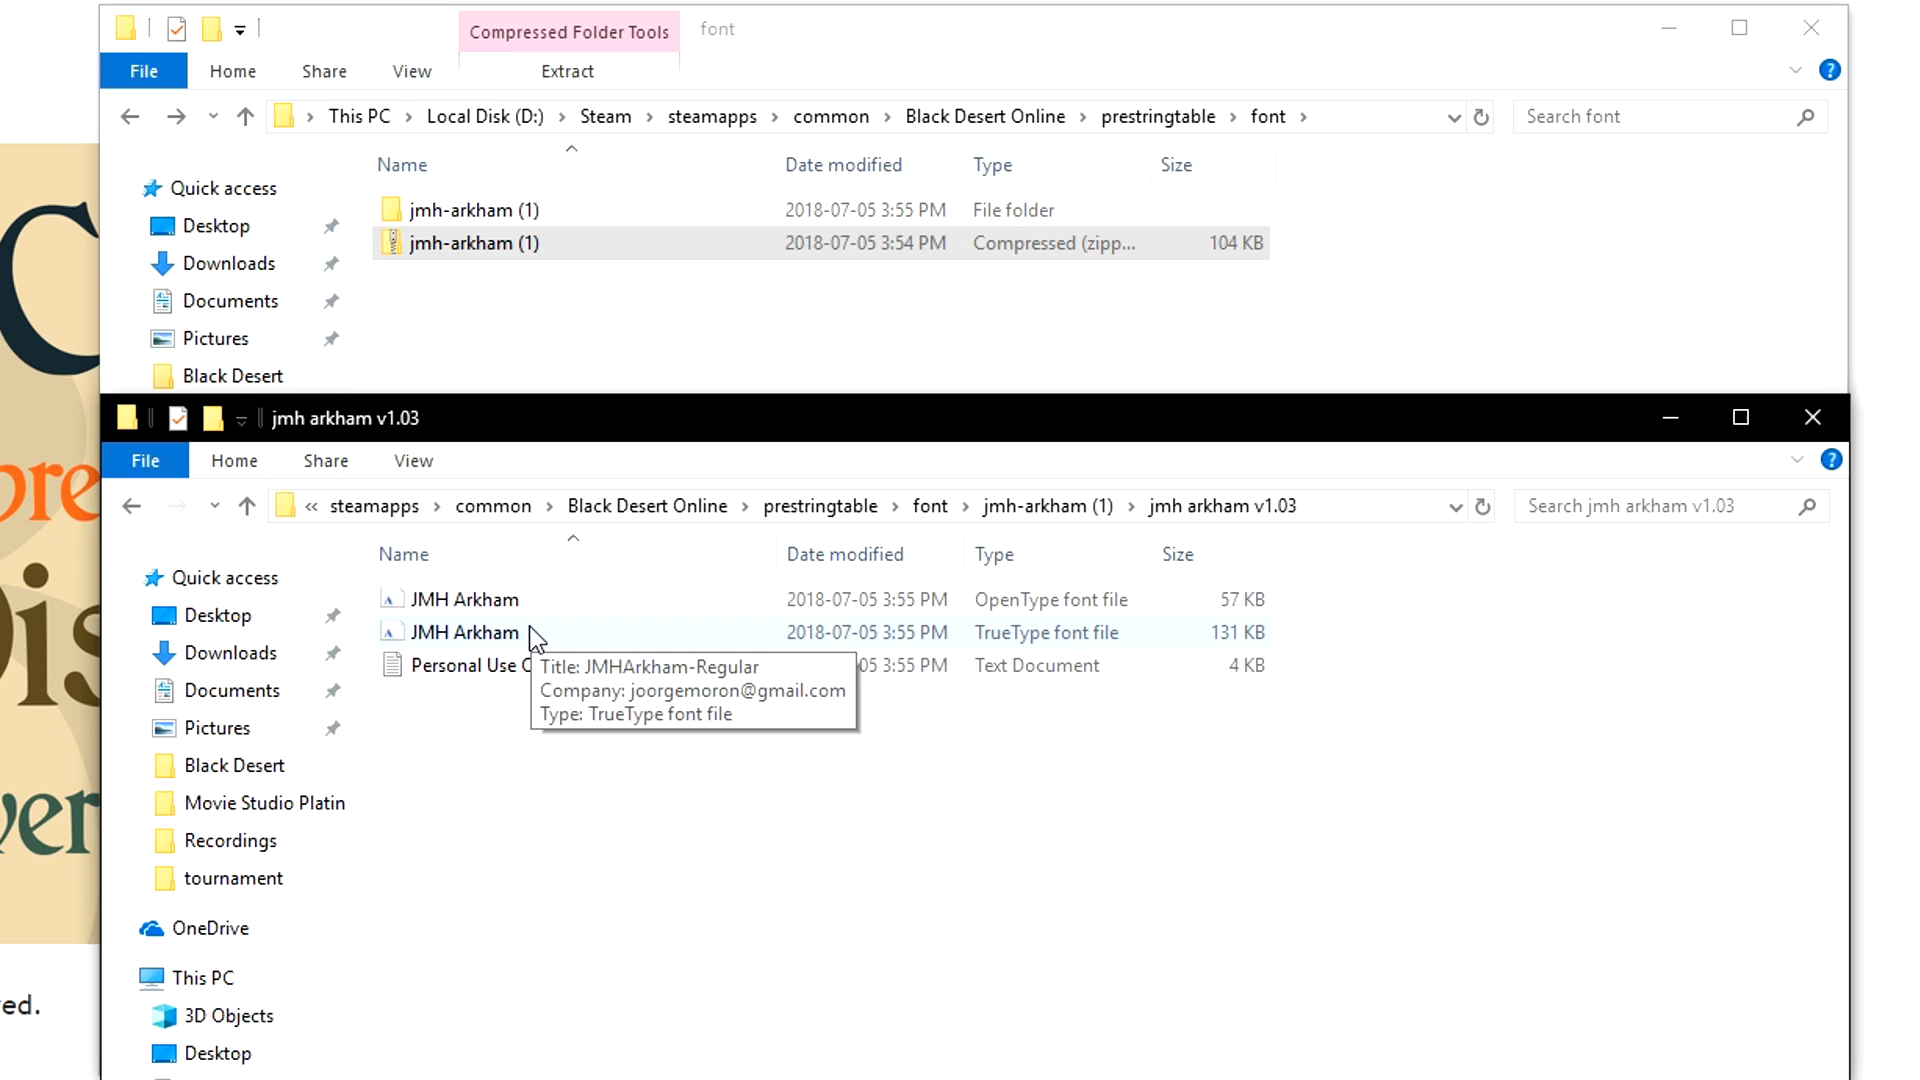 Compressed Folder Tools font
File Home Share View Extract
This PC Local Disk (D:) Steam steamapps common Black Desert Online prestringtable font Search font
Name Date modified Type Size
Quick access
jmh-arkham (1) 2018-07-05 3:55 PM File folder
Desktop
jmh-arkham (1) 2018-07-05 3:54 PM Compressed (zipp... 104 KB
Downloads
Documents
Pictures
Black Desert
jmh arkham v1.03
File Home Share View
« steamapps common Black Desert Online prestringtable font jmh-arkham (1) jmh arkham v1.03 Search jmh arkham v1.03
Name Date modified Type Size
Quick access
JMH Arkham 2018-07-05 3:55 PM OpenType font file 57 KB
Desktop
JMH Arkham 2018-07-05 3:55 PM TrueType font file 131 KB
Downloads
Personal Use 05 3:55 PM Text Document 4 KB
Title: JMHArkham-Regular
Company: joorgemoron@gmail.com
Type: TrueType font file
Documents
Pictures
Black Desert
Movie Studio Platin
Recordings
tournament
OneDrive
This PC
3D Objects
Desktop